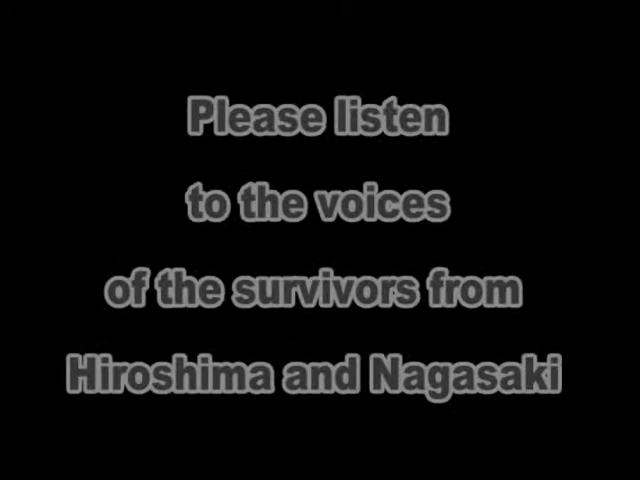 Please listen
to the voices
of the survivors from
Hiroshima and Nagasaki